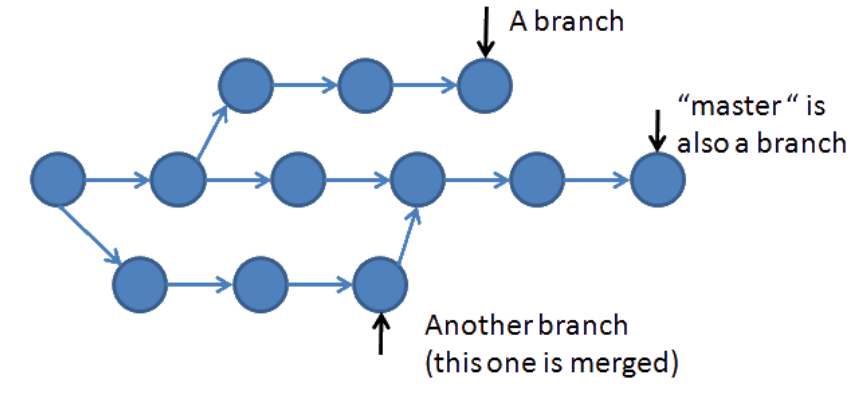 A branch
“master “ is
also a branch
Another branch
(this one is merged)